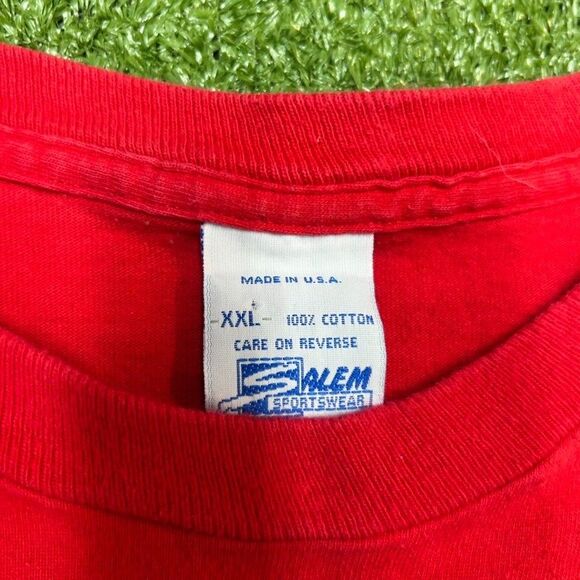 MADE IN U.S.A.
-XXL- 100% COTTON
CARE ON REVERSE
SALEM
SPORTSWEAR